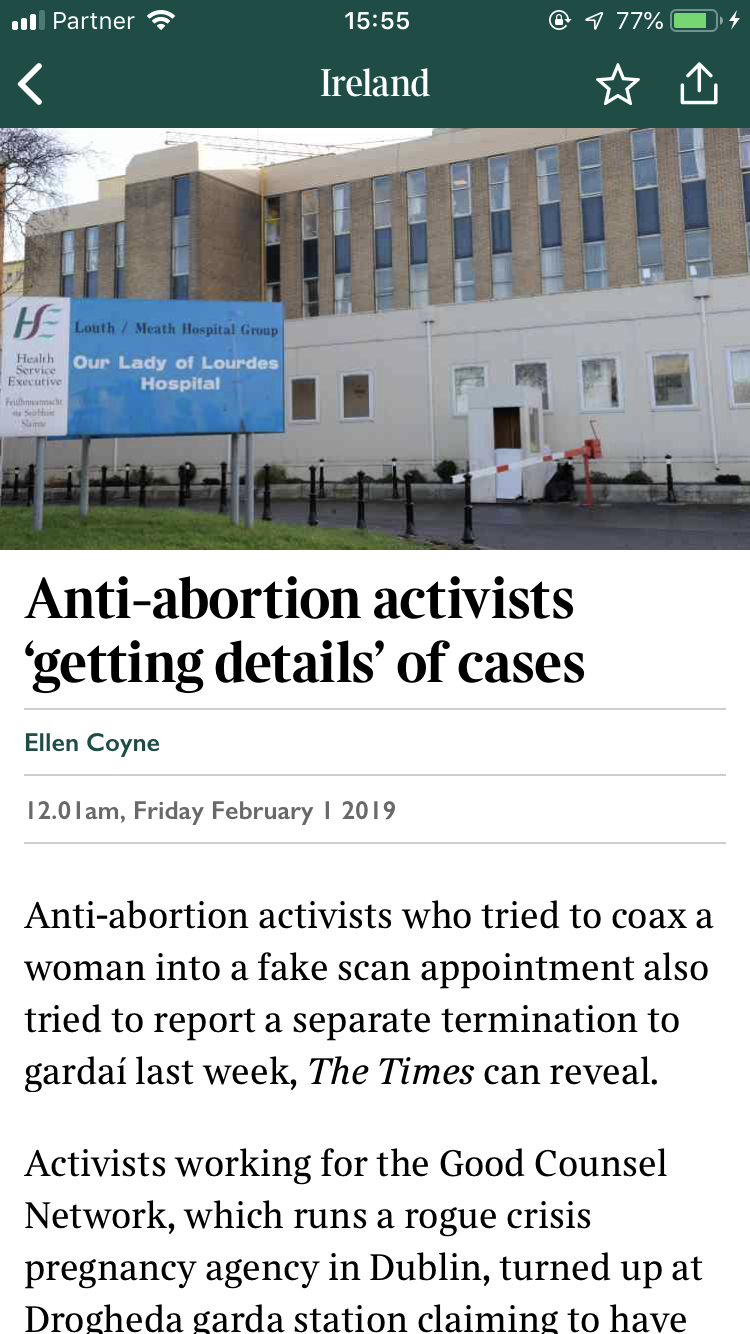 Partner 15:55 77%
Ireland
HSE
Health
Service
Executive
Feidhmeannacht
na Seirbhíse
Sláinte
Louth / Meath Hospital Group
Our Lady of Lourdes
Hospital
Anti-abortion activists
‘getting details’ of cases
Ellen Coyne
12.01am, Friday February 1 2019
Anti-abortion activists who tried to coax a
woman into a fake scan appointment also
tried to report a separate termination to
gardaí last week, The Times can reveal.
Activists working for the Good Counsel
Network, which runs a rogue crisis
pregnancy agency in Dublin, turned up at
Drogheda garda station claiming to have